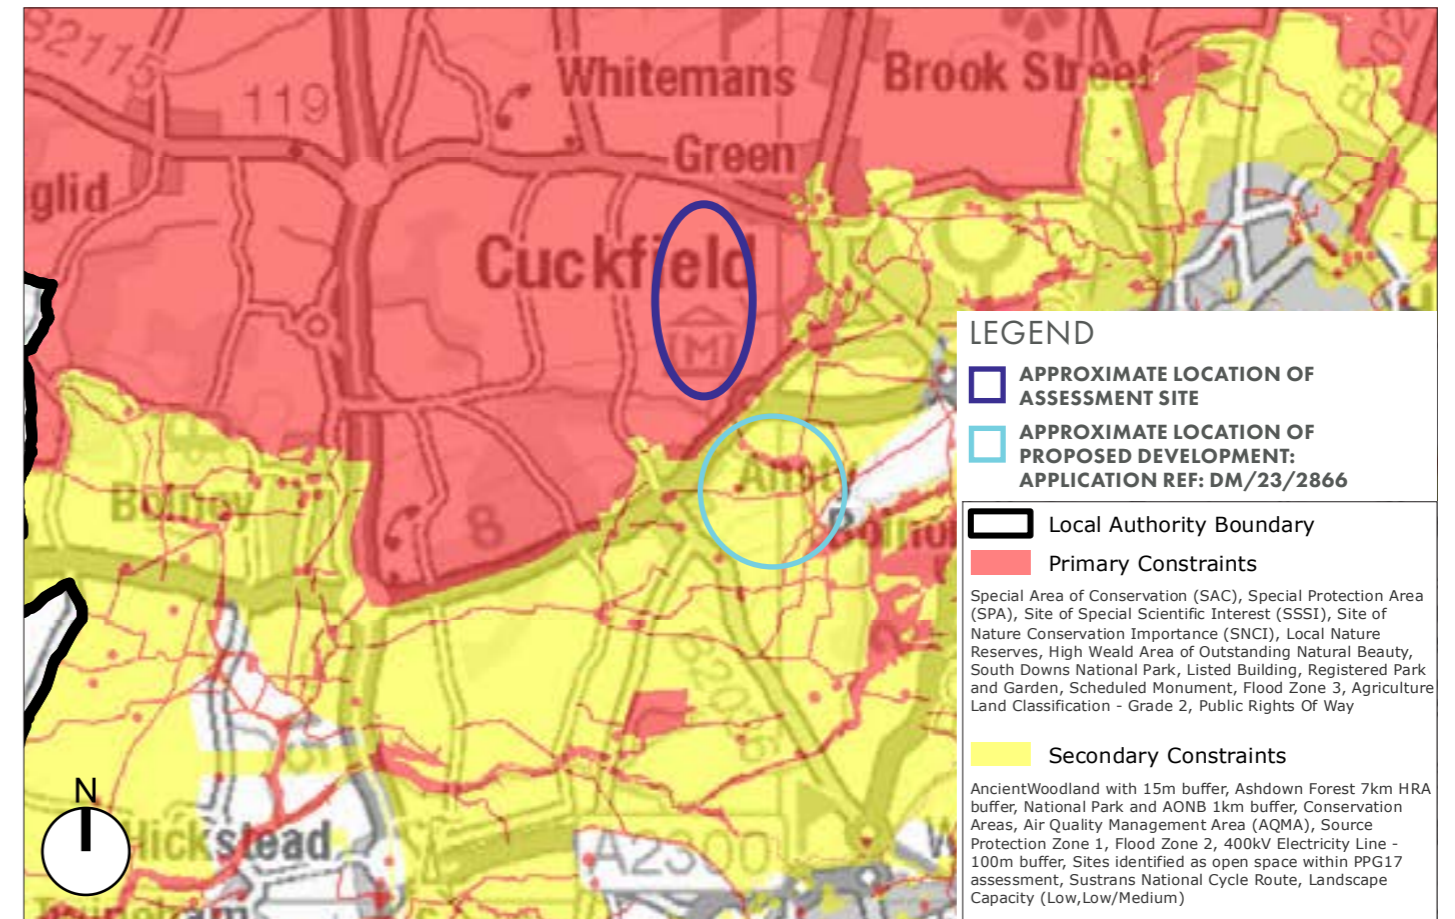 B2115
119
Whitemans
Green
Brook Street
glid
Cuckfield
M
Bolney
8
Ansty
B2036
Hickstead
A2300
N
LEGEND
APPROXIMATE LOCATION OF
ASSESSMENT SITE
APPROXIMATE LOCATION OF
PROPOSED DEVELOPMENT:
APPLICATION REF: DM/23/2866
Local Authority Boundary
Primary Constraints
Special Area of Conservation (SAC), Special Protection Area
(SPA), Site of Special Scientific Interest (SSSI), Site of
Nature Conservation Importance (SNCI), Local Nature
Reserves, High Weald Area of Outstanding Natural Beauty,
South Downs National Park, Listed Building, Registered Park
and Garden, Scheduled Monument, Flood Zone 3, Agriculture
Land Classification - Grade 2, Public Rights Of Way
Secondary Constraints
AncientWoodland with 15m buffer, Ashdown Forest 7km HRA
buffer, National Park and AONB 1km buffer, Conservation
Areas, Air Quality Management Area (AQMA), Source
Protection Zone 1, Flood Zone 2, 400kV Electricity Line -
100m buffer, Sites identified as open space within PPG17
assessment, Sustrans National Cycle Route, Landscape
Capacity (Low,Low/Medium)